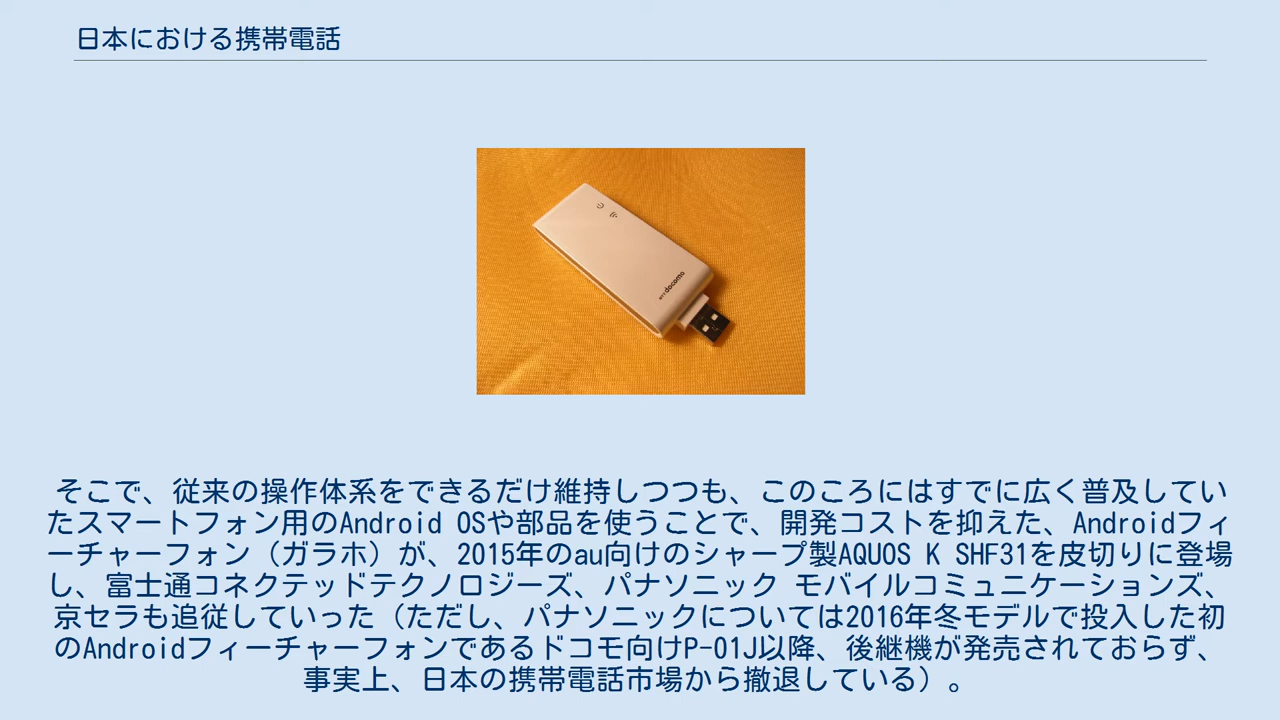 日本における携帯電話
NTT docomo
そこで、従来の操作体系をできるだけ維持しつつも、このころにはすでに広く普及してい
たスマートフォン用のAndroid OSや部品を使うことで、開発コストを抑えた、Androidフィ
ーチャーフォン（ガラホ）が、2015年のau向けのシャープ製AQUOS K SHF31を皮切りに登場
し、富士通コネクテッドテクノロジーズ、パナソニック モバイルコミュニケーションズ、
京セラも追従していった（ただし、パナソニックについては2016年冬モデルで投入した初
のAndroidフィーチャーフォンであるドコモ向けP-01J以降、後継機が発売されておらず、
事実上、日本の携帯電話市場から撤退している）。